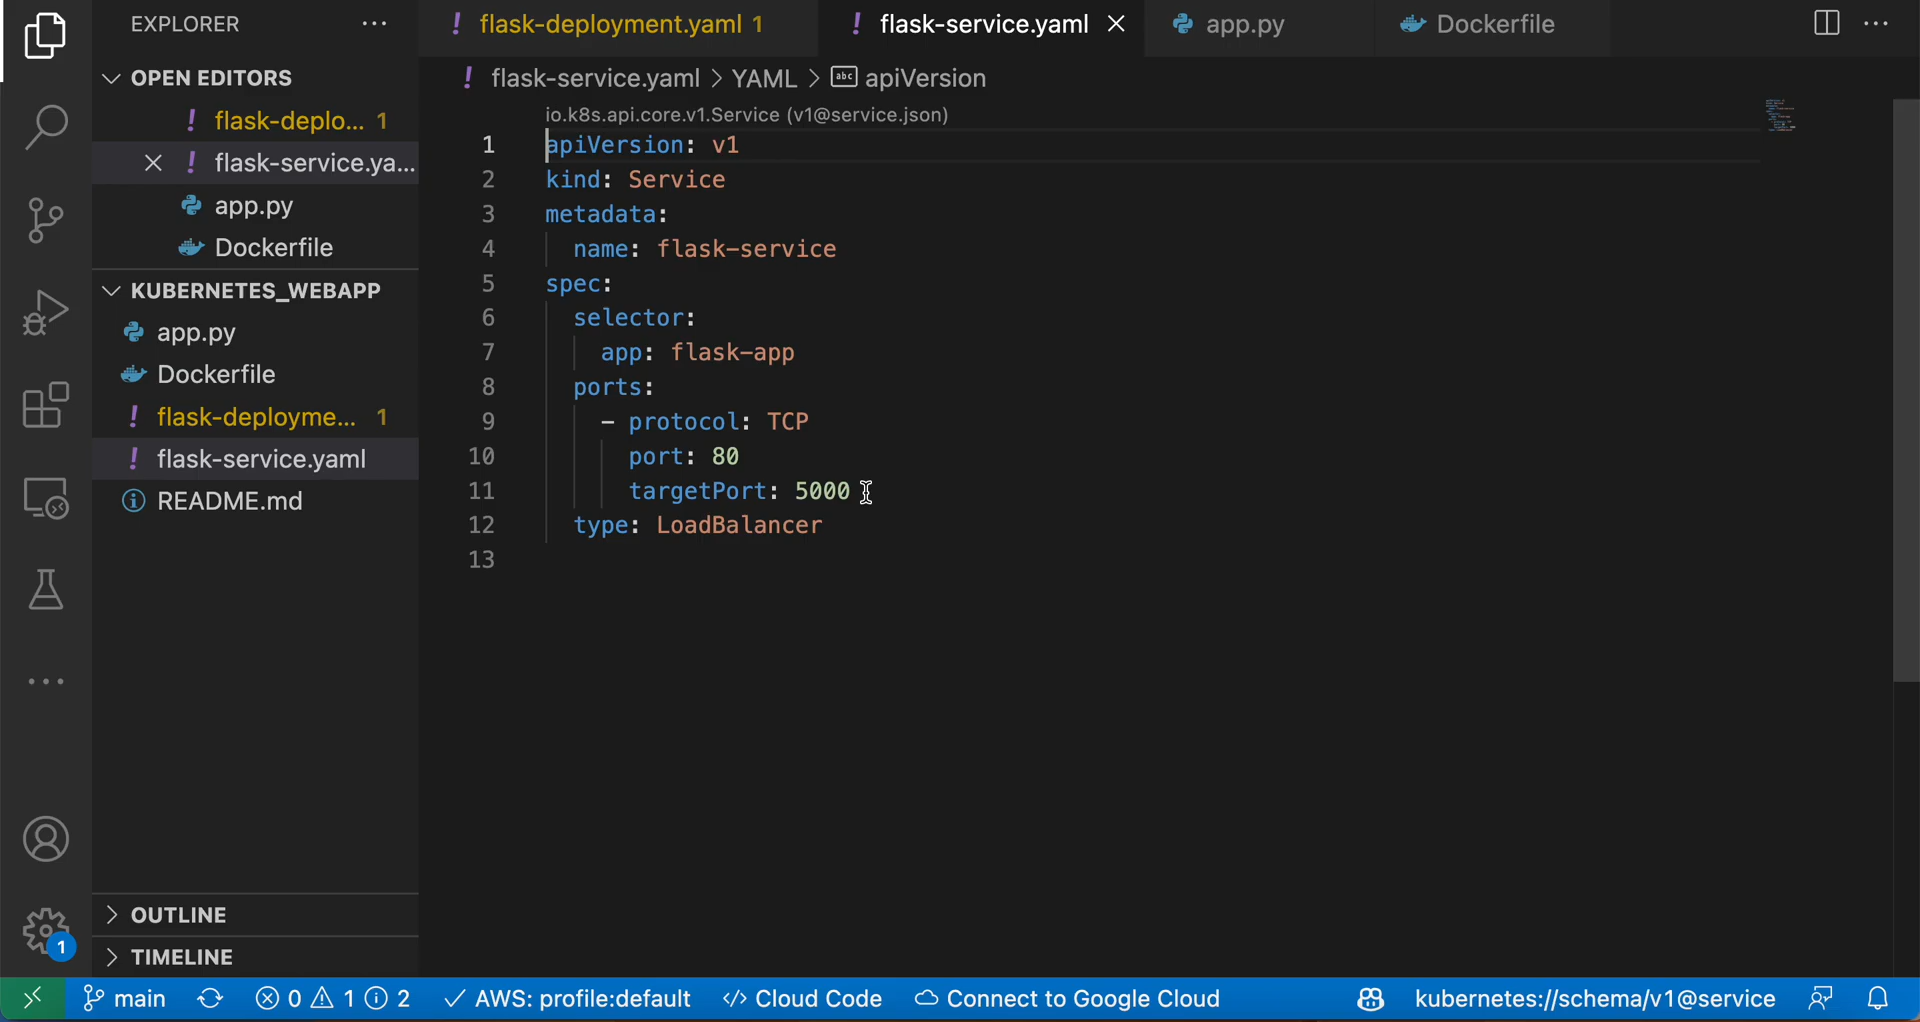 EXPLORER
OPEN EDITORS
flask-deplo... 1
flask-service.ya...
app.py
Dockerfile
KUBERNETES_WEBAPP
app.py
Dockerfile
flask-deployme... 1
flask-service.yaml
README.md
OUTLINE
TIMELINE
flask-deployment.yaml 1
flask-service.yaml
app.py
Dockerfile
flask-service.yaml > YAML > abc apiVersion
io.k8s.api.core.v1.Service (v1@service.json)
1 apiVersion: v1
2 kind: Service
3 metadata:
4   name: flask-service
5 spec:
6   selector:
7     app: flask-app
8   ports:
9     - protocol: TCP
10       port: 80
11       targetPort: 5000
12   type: LoadBalancer
13
1
main 0 1 2 AWS: profile:default Cloud Code Connect to Google Cloud kubernetes://schema/v1@service